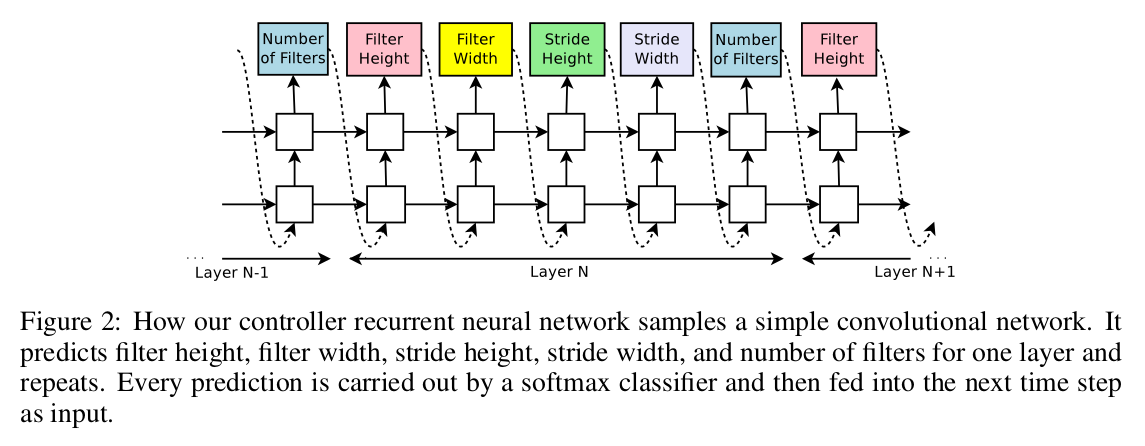 Number of Filters
Filter Height
Filter Width
Stride Height
Stride Width
Number of Filters
Filter Height
... Layer N-1
Layer N
Layer N+1 ...
Figure 2: How our controller recurrent neural network samples a simple convolutional network. It
predicts filter height, filter width, stride height, stride width, and number of filters for one layer and
repeats. Every prediction is carried out by a softmax classifier and then fed into the next time step
as input.